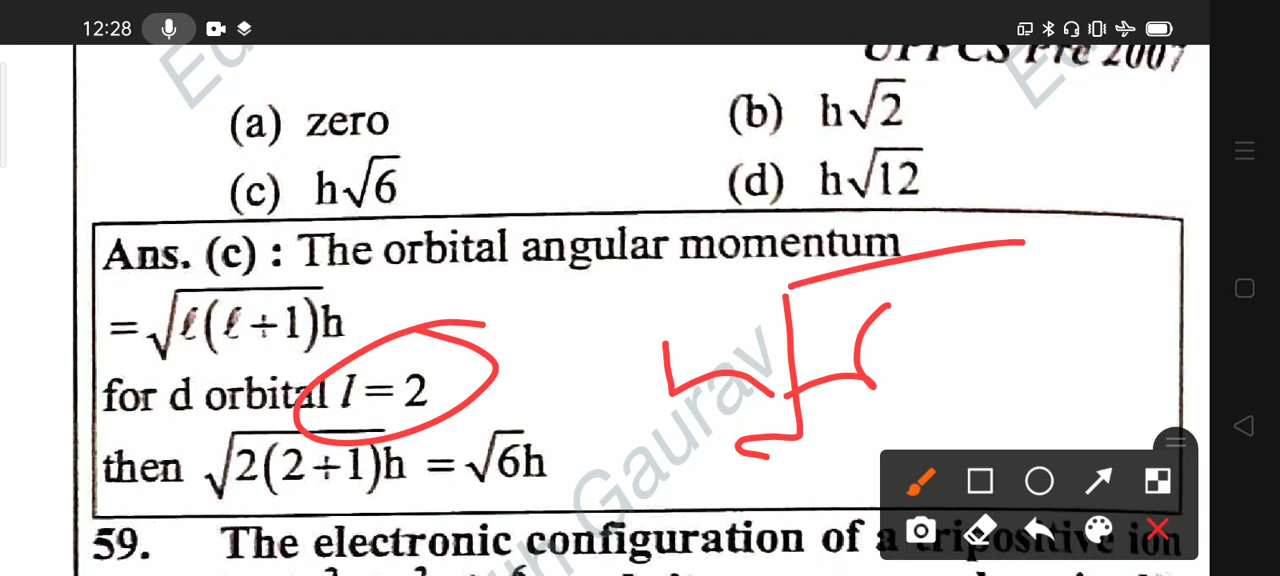 12:28
UPPCS Pre 2007
(a) zero (b) h√2
(c) h√6 (d) h√12
Ans. (c) : The orbital angular momentum
= √ℓ(ℓ+1)h
for d orbital l = 2
then √2(2+1)h = √6h
Gaurav
59. The electronic configuration of a tripositive ion